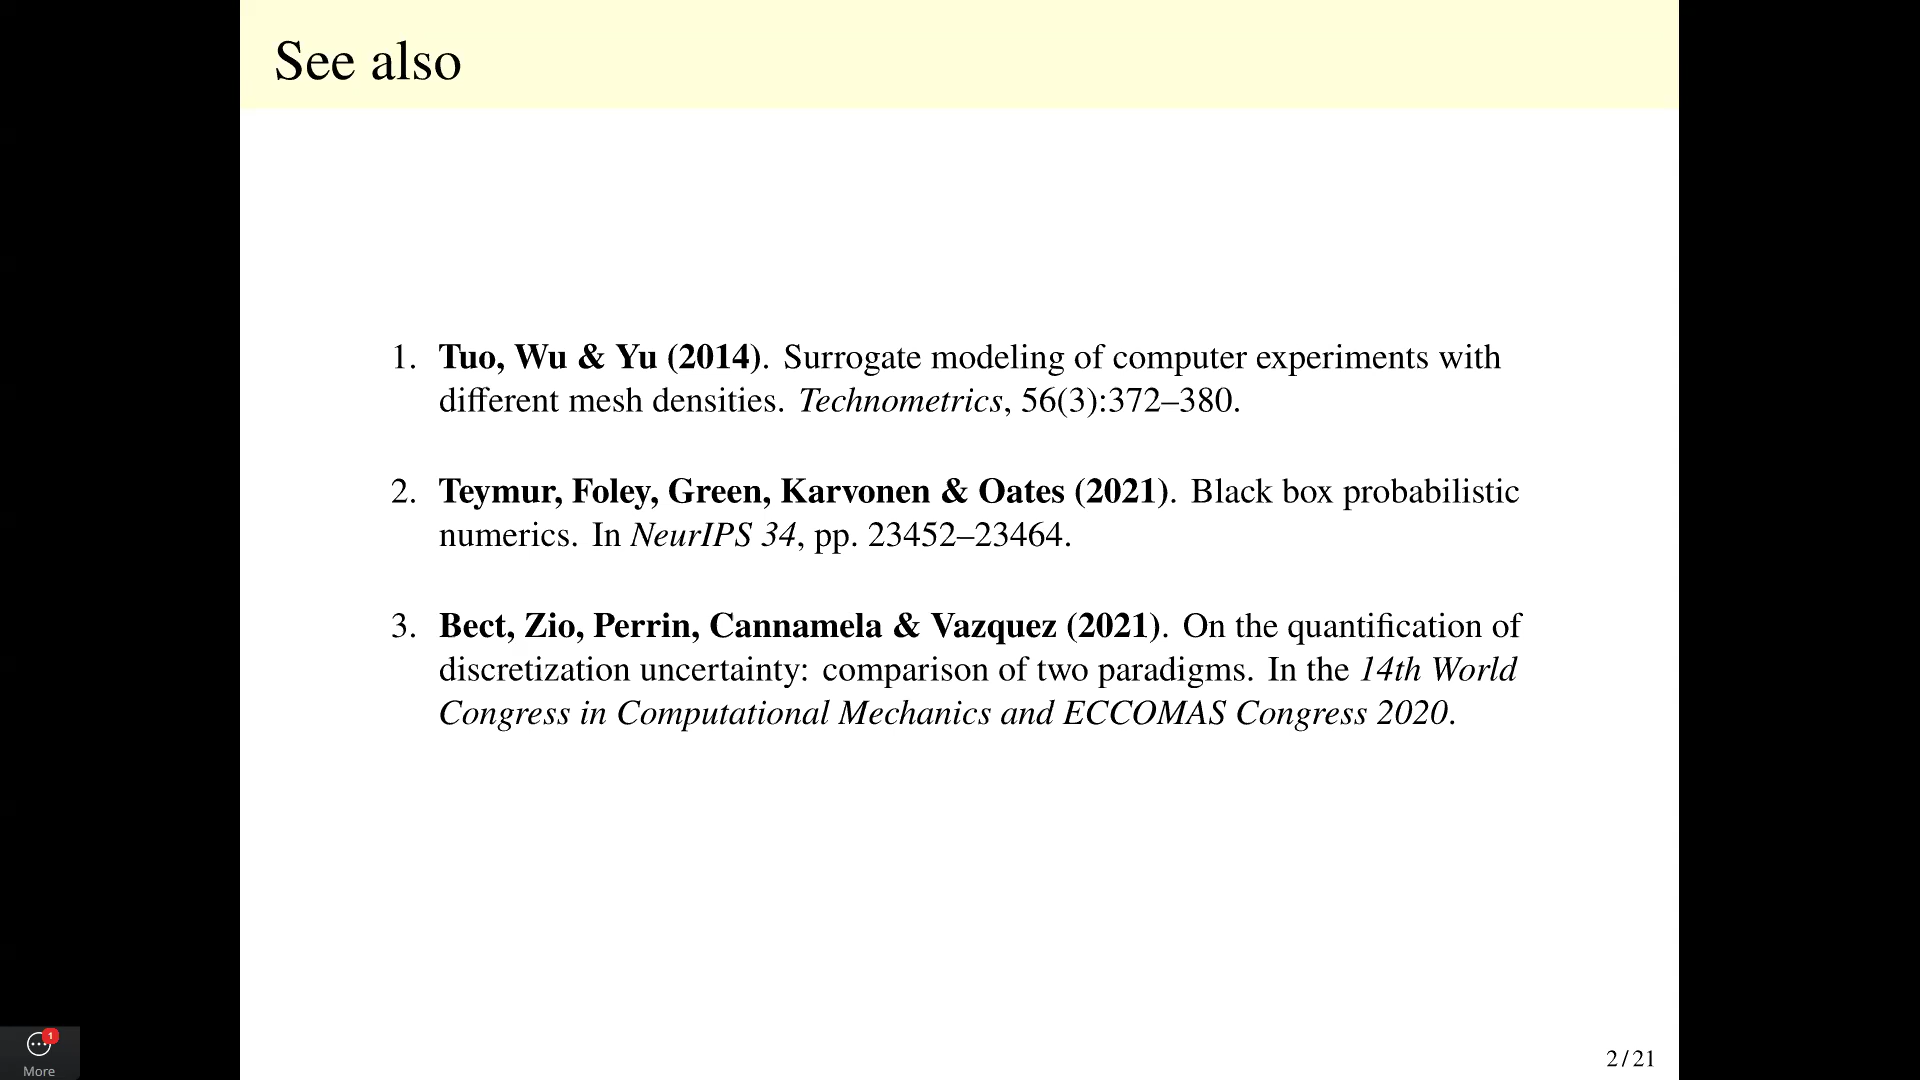 See also
1. Tuo, Wu & Yu (2014). Surrogate modeling of computer experiments with
different mesh densities. Technometrics, 56(3):372–380.
2. Teymur, Foley, Green, Karvonen & Oates (2021). Black box probabilistic
numerics. In NeurIPS 34, pp. 23452–23464.
3. Bect, Zio, Perrin, Cannamela & Vazquez (2021). On the quantification of
discretization uncertainty: comparison of two paradigms. In the 14th World
Congress in Computational Mechanics and ECCOMAS Congress 2020.
1
More
2 / 21